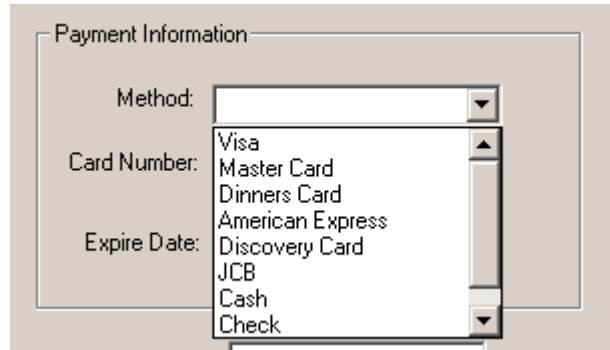 Payment Information
Method:
Visa
Card Number:
Master Card
Dinners Card
American Express
Expire Date:
Discovery Card
JCB
Cash
Check